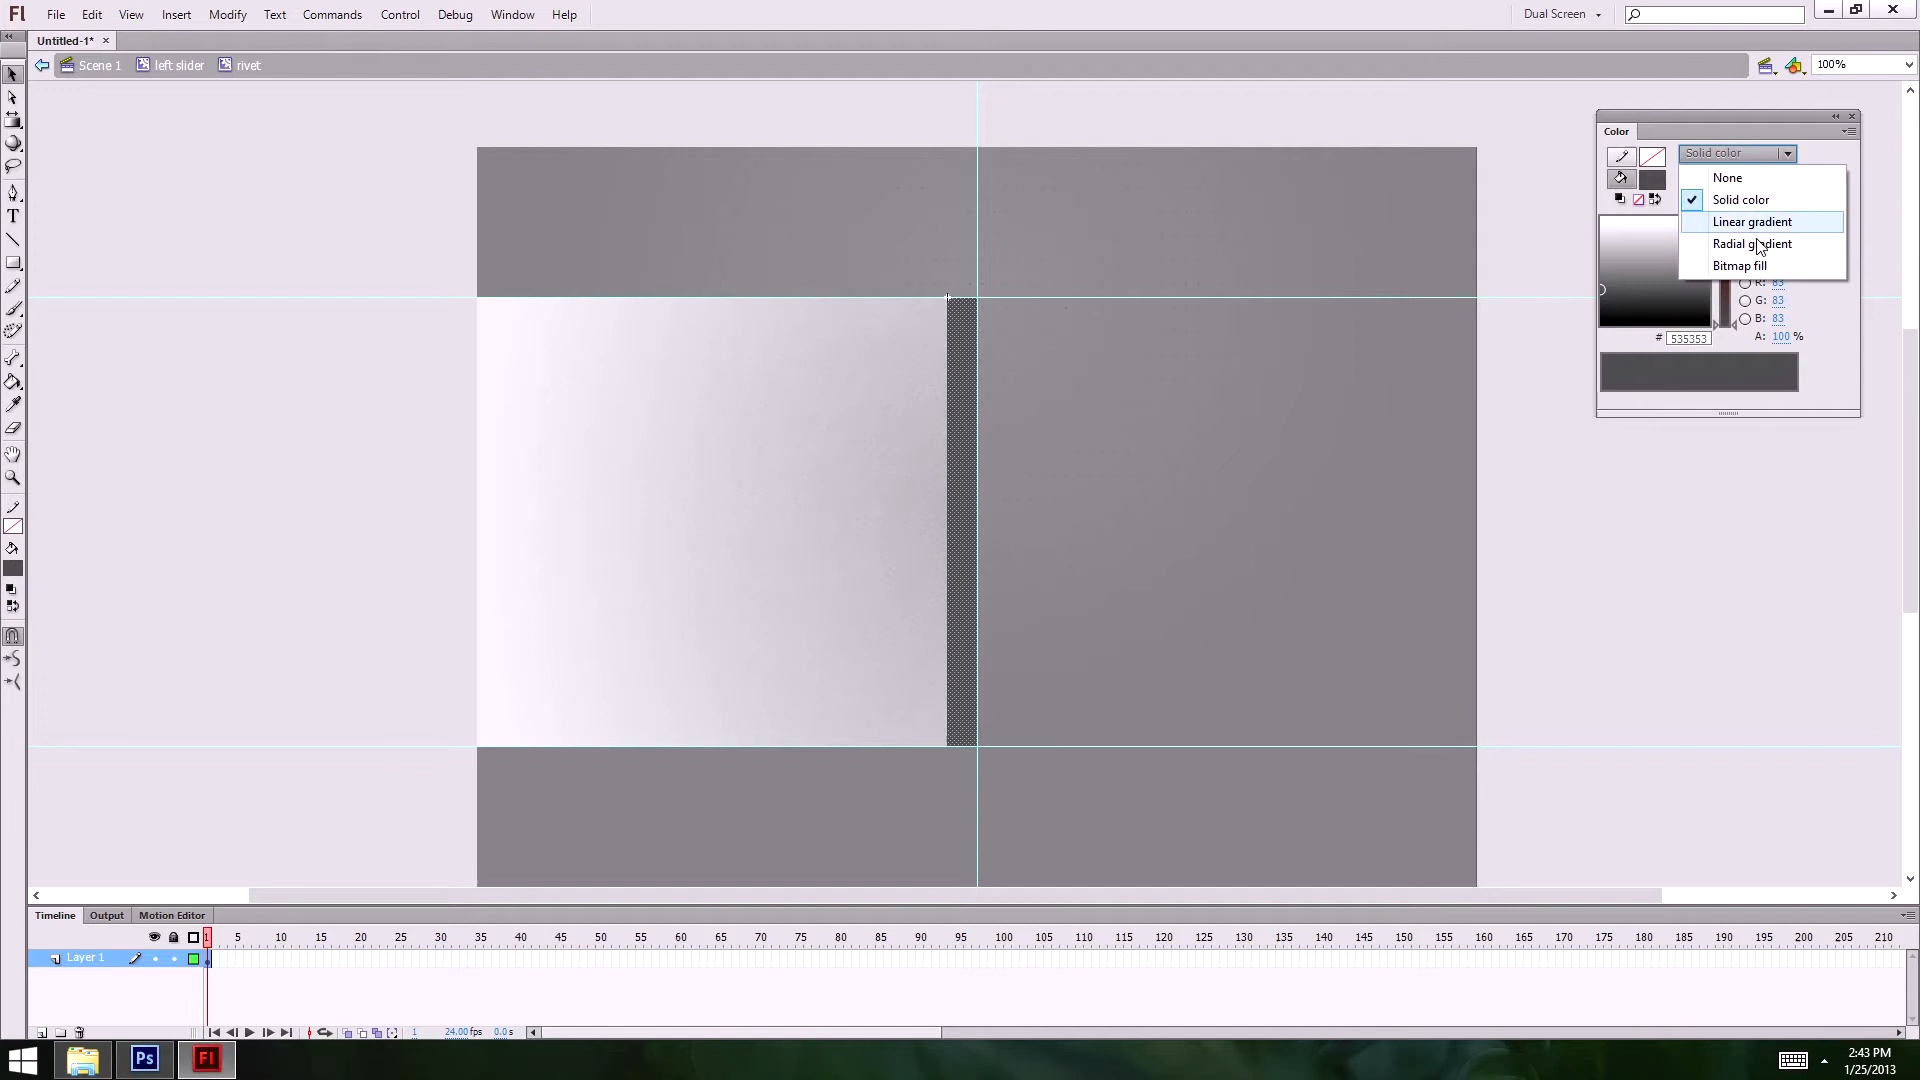 Fl File Edit View Insert Modify Text Commands Control Debug Window Help Dual Screen
Untitled-1* ×
Scene 1 left slider rivet 100%
Color
Solid color
None
Solid color
Linear gradient
Radial gradient
Bitmap fill
R: 83
G: 83
B: 83
# 535353 A: 100 %
T
Timeline Output Motion Editor
1 5 10 15 20 25 30 35 40 45 50 55 60 65 70 75 80 85 90 95 100 105 110 115 120 125 130 135 140 145 150 155 160 165 170 175 180 185 190 195 200 205 210
Layer 1
1 24.00 fps 0.0 s
Ps Fl
2:43 PM
1/25/2013